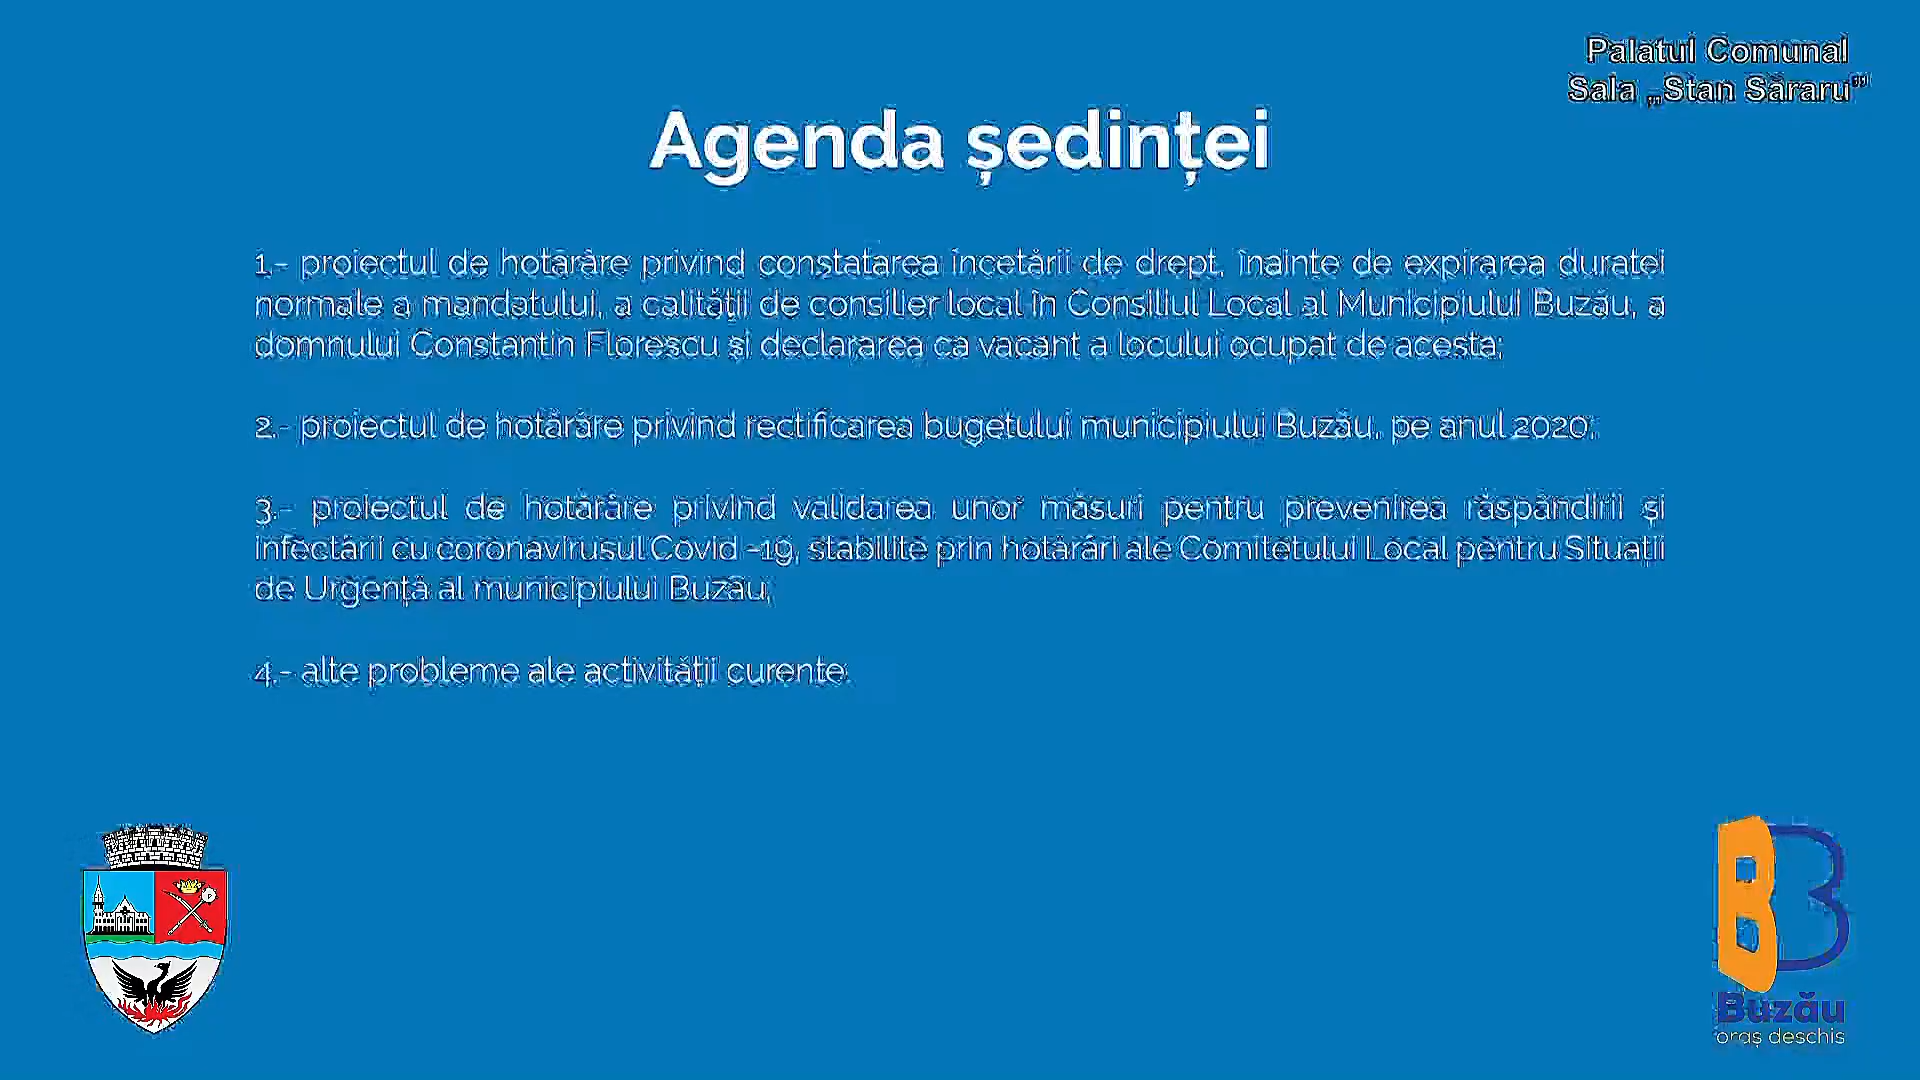 Palatul Comunal
Sala „Stan Săraru”
Agenda ședinței
1.- proiectul de hotărâre privind constatarea încetării de drept, înainte de expirarea duratei
normale a mandatului, a calității de consilier local în Consiliul Local al Municipiului Buzău, a
domnului Constantin Florescu și declararea ca vacant a locului ocupat de acesta;
2.- proiectul de hotărâre privind rectificarea bugetului municipiului Buzău, pe anul 2020;
3.- proiectul de hotărâre privind validarea unor măsuri pentru prevenirea răspândirii și
infectării cu coronavirusul Covid -19, stabilite prin hotărâri ale Comitetului Local pentru Situații
de Urgență al municipiului Buzău;
4.- alte probleme ale activității curente.
Buzău
oraș deschis